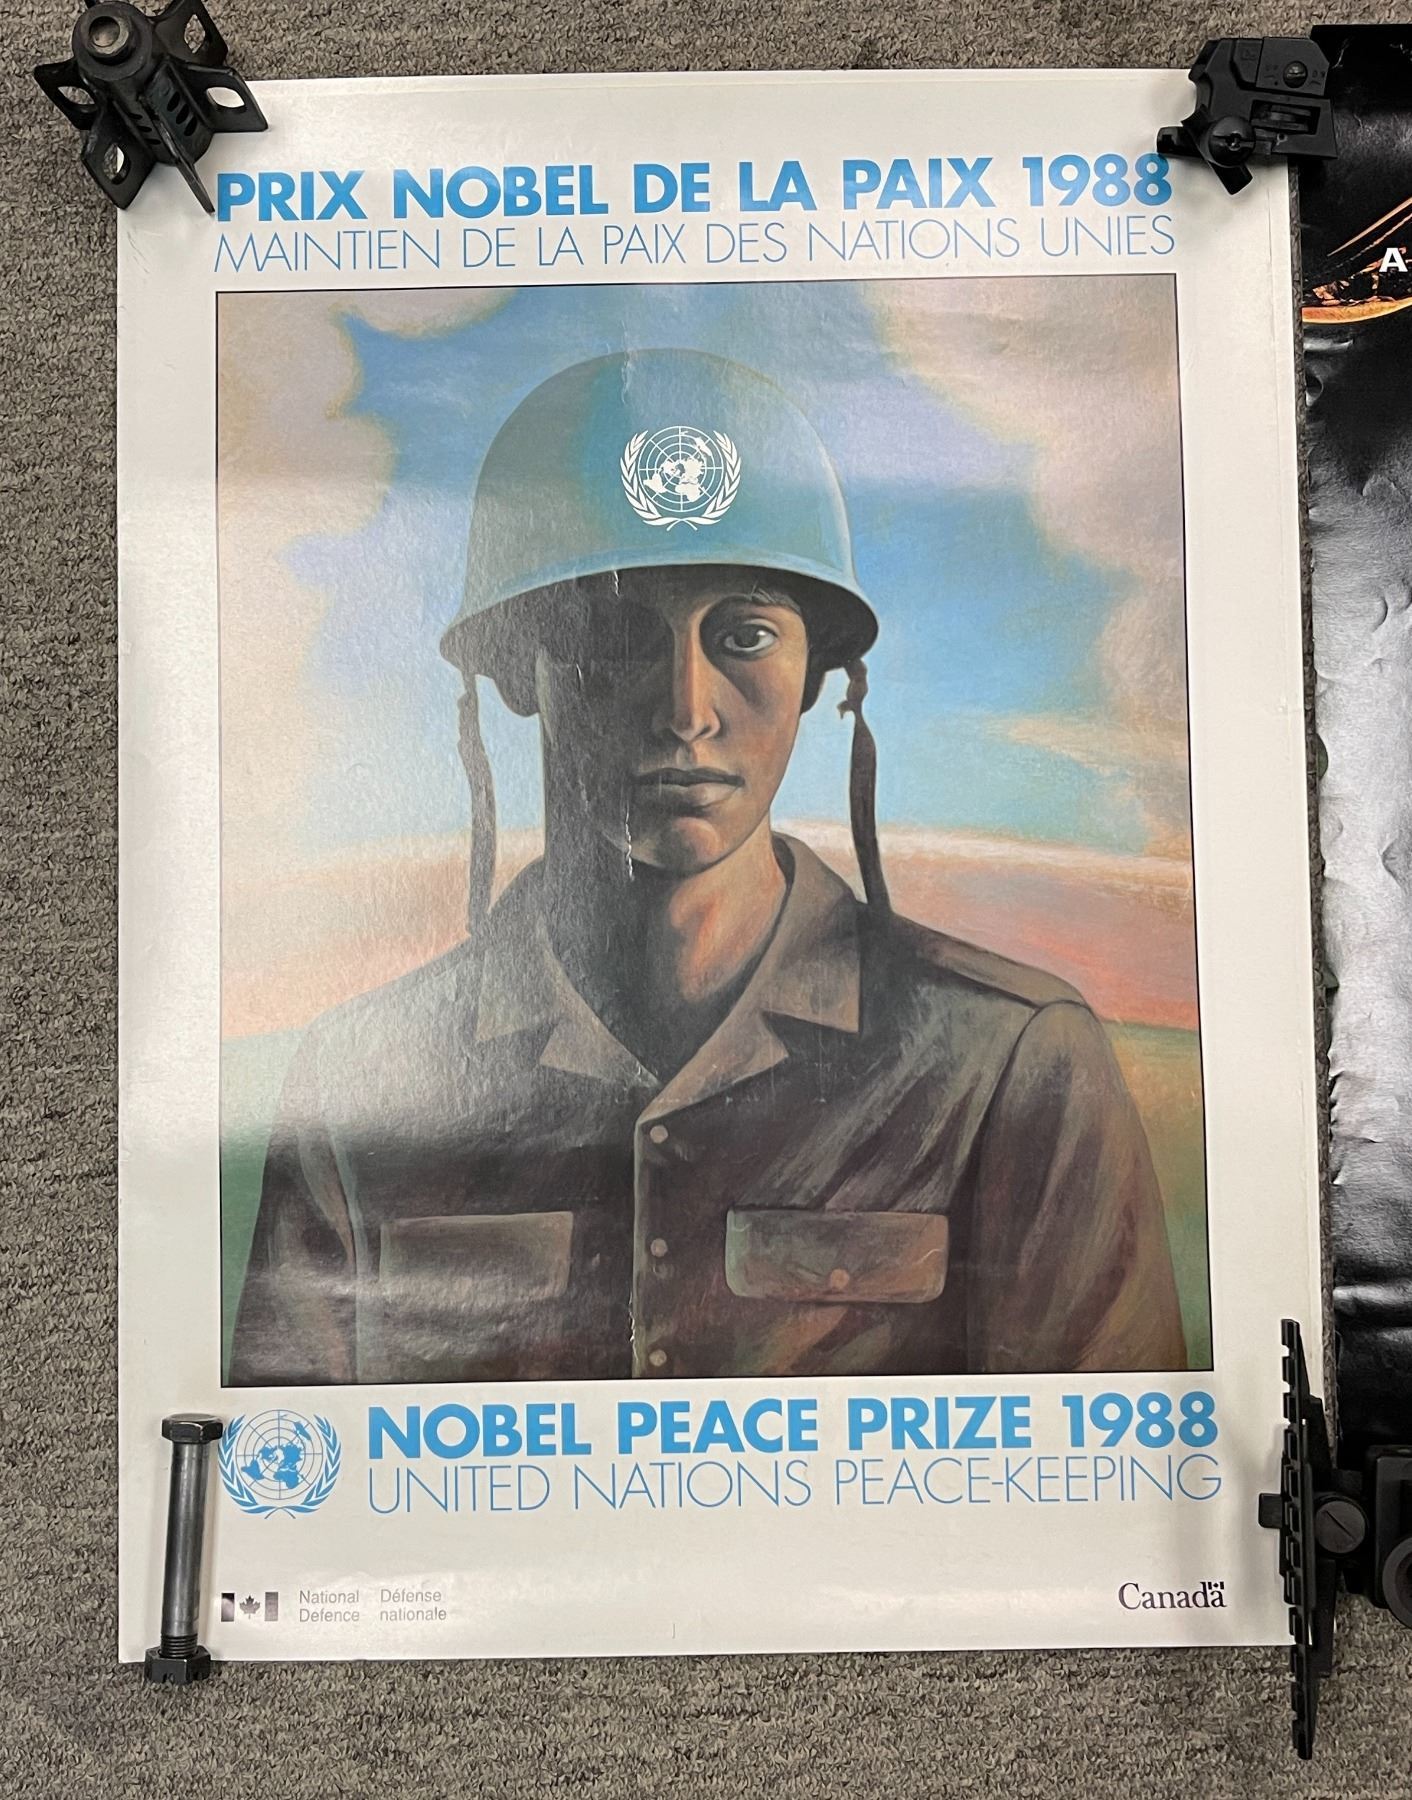 PRIX NOBEL DE LA PAIX 1988
MAINTIEN DE LA PAIX DES NATIONS UNIES
A
NOBEL PEACE PRIZE 1988
UNITED NATIONS PEACE-KEEPING
National Défense
Defence nationale
Canada